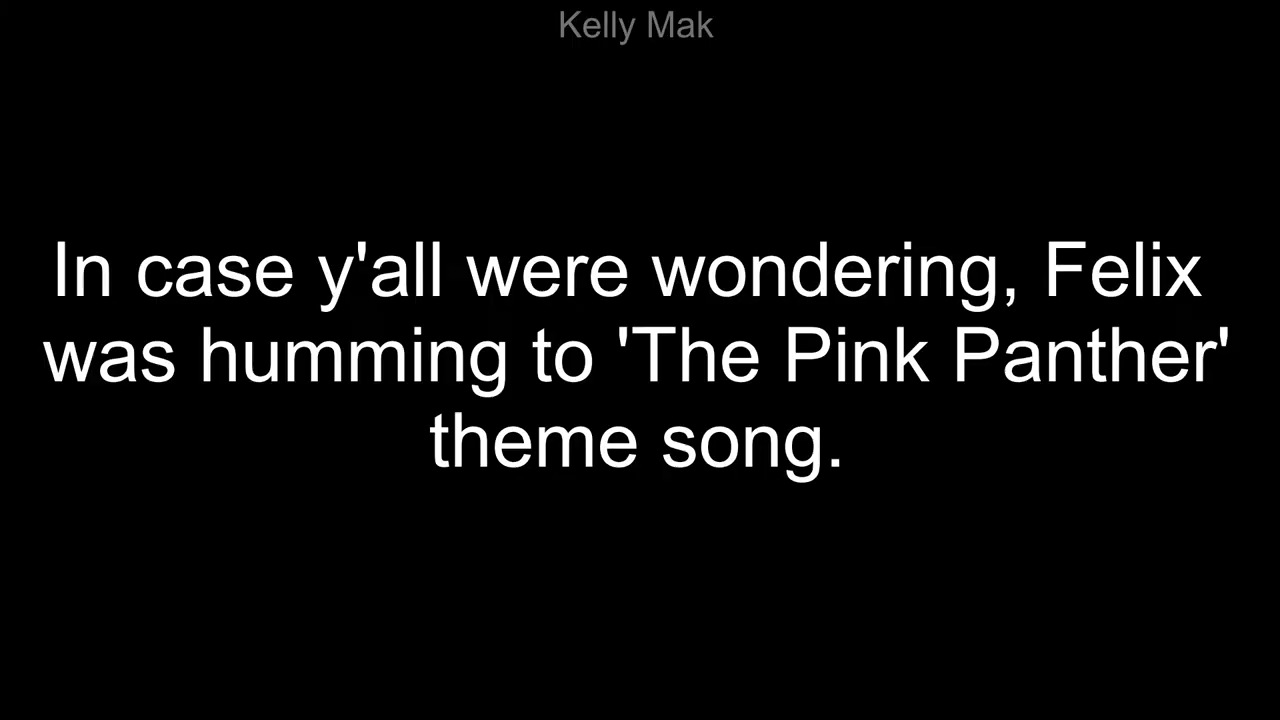 Kelly Mak
In case y'all were wondering, Felix
was humming to 'The Pink Panther'
theme song.